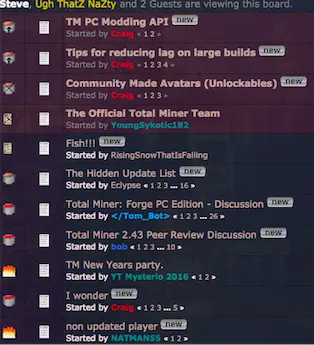 Steve, Ugh ThatZ NaZty and 2 Guests are viewing this board.
TM PC Modding API new
Started by Craig « 1 2 »
Tips for reducing lag on large builds new
Started by Craig « 1 2 3 4 »
Community Made Avatars (Unlockables) new
Started by Craig « 1 2 3 »
The Official Total Miner Team
Started by YoungSykotic182
Fish!!! new
Started by RisingSnowThatIsFalling
The Hidden Update List new
Started by Eclypse « 1 2 3 ... 16 »
Total Miner: Forge PC Edition - Discussion new
Started by </Tom_Bot> « 1 2 3 ... 26 »
Total Miner 2.43 Peer Review Discussion new
Started by bob « 1 2 3 ... 10 »
TM New Years party.
Started by YT Mysterio 2016 « 1 2 »
I wonder new
Started by Craig « 1 2 3 ... 5 »
non updated player new
Started by NATMAN55 « 1 2 »